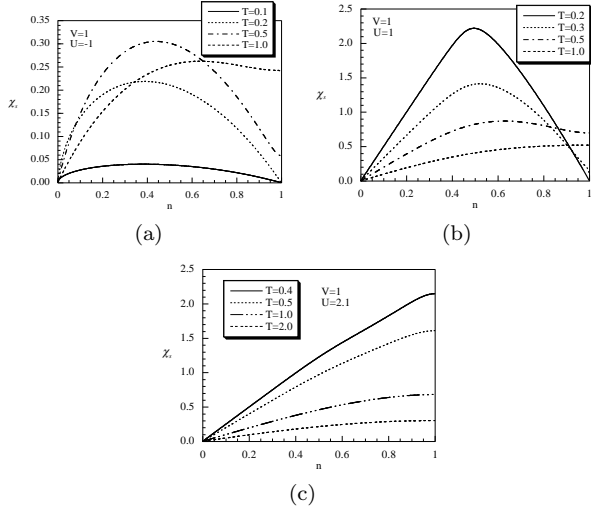 V=1
U=-1
T=0.1
T=0.2
T=0.5
T=1.0
0.35
0.30
0.25
0.20
0.15
0.10
0.05
0.00
χs
0 0.2 0.4 0.6 0.8 1
n
(a)
V=1
U=1
T=0.2
T=0.3
T=0.5
T=1.0
2.5
2.0
1.5
1.0
0.5
0.0
χs
0 0.2 0.4 0.6 0.8 1
n
(b)
T=0.4
T=0.5
T=1.0
T=2.0
V=1
U=2.1
2.5
2.0
1.5
1.0
0.5
0.0
χs
0 0.2 0.4 0.6 0.8 1
n
(c)